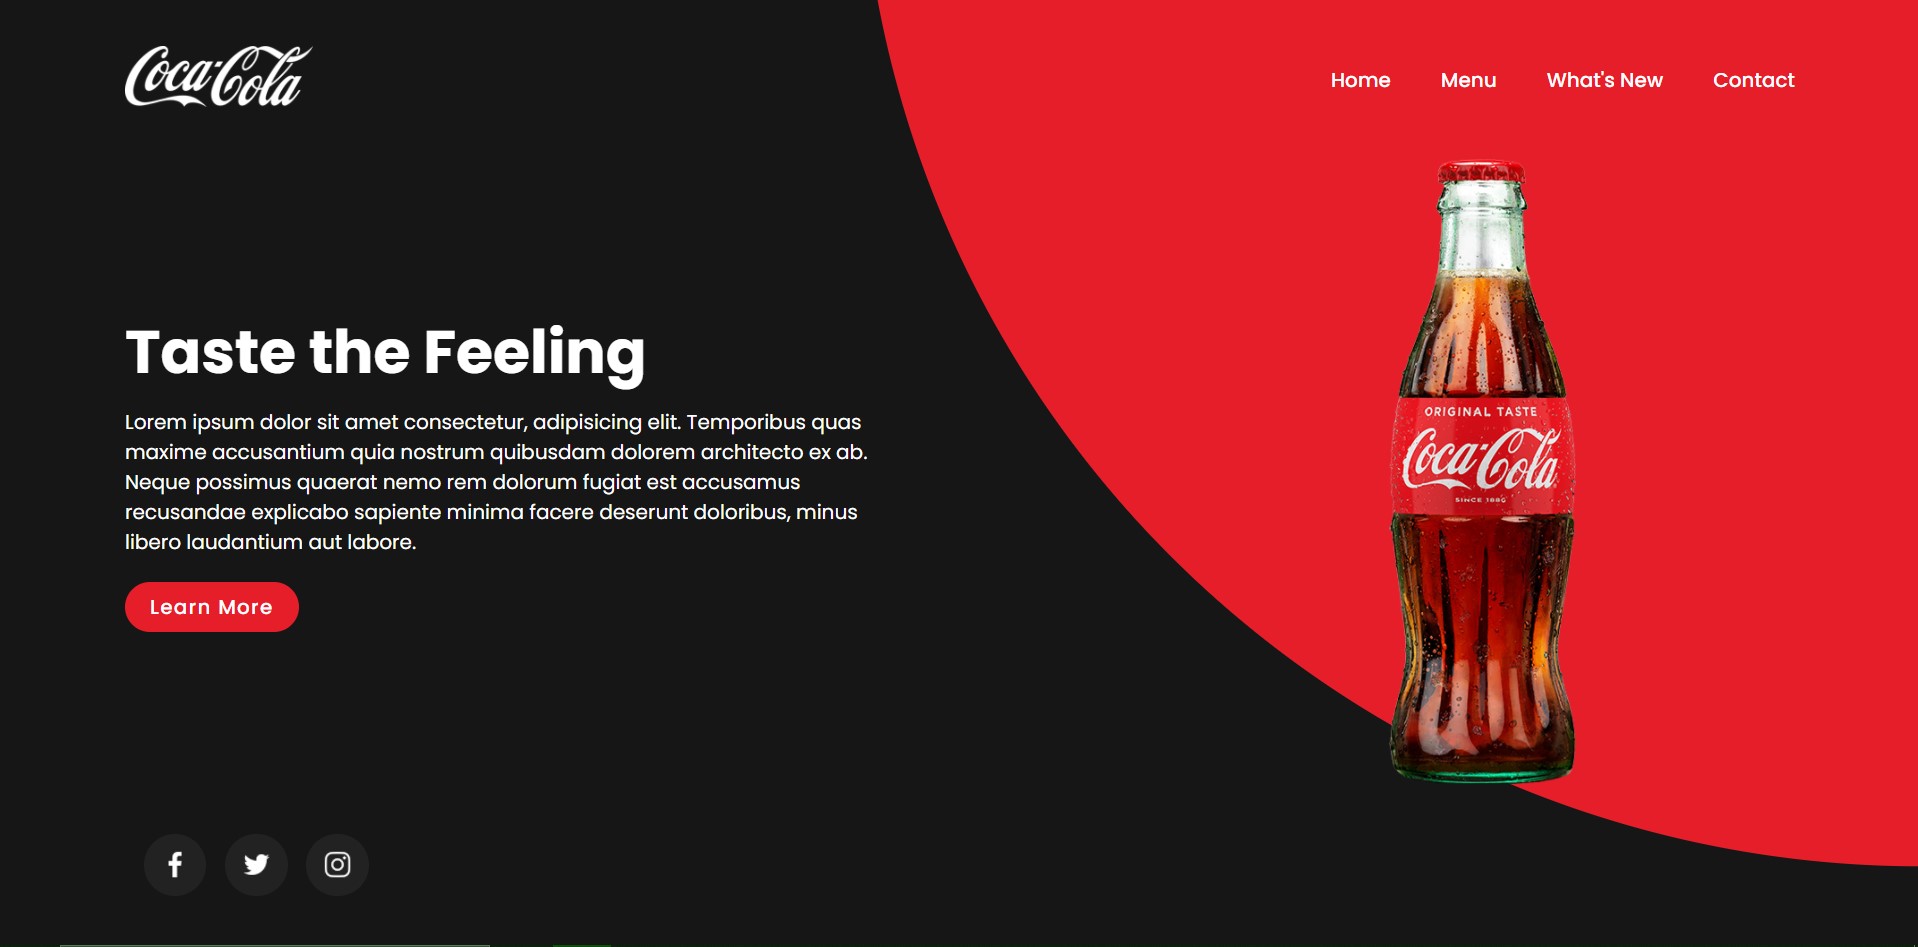 Coca-Cola
Home Menu What's New Contact
Taste the Feeling
Lorem ipsum dolor sit amet consectetur, adipisicing elit. Temporibus quas
maxime accusantium quia nostrum quibusdam dolorem architecto ex ab.
Neque possimus quaerat nemo rem dolorum fugiat est accusamus
recusandae explicabo sapiente minima facere deserunt doloribus, minus
libero laudantium aut labore.
Learn More
ORIGINAL TASTE
Coca-Cola
SINCE 1886